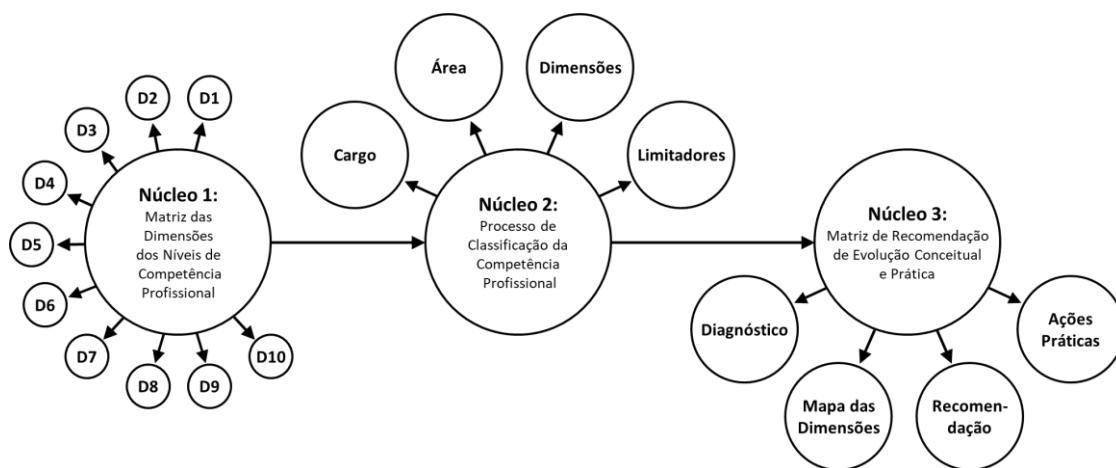 D1
D2
D3
D4
D5
D6
D7
D8
D9
D10
Núcleo 1:
Matriz das
Dimensões
dos Níveis de
Competência
Profissional
Cargo
Área
Dimensões
Limitadores
Núcleo 2:
Processo de
Classificação da
Competência
Profissional
Núcleo 3:
Matriz de Recomendação
de Evolução Conceitual
e Prática
Diagnóstico
Mapa das
Dimensões
Recomen-
dação
Ações
Práticas